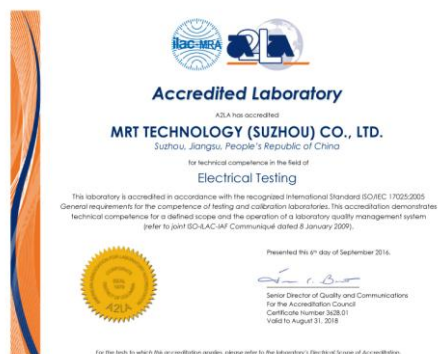 ilac-MRA
A2LA
Accredited Laboratory
A2LA has accredited
MRT TECHNOLOGY (SUZHOU) CO., LTD.
Suzhou, Jiangsu, People's Republic of China
for technical competence in the field of
Electrical Testing
This laboratory is accredited in accordance with the recognized International Standard ISO/IEC 17025:2005
General requirements for the competence of testing and calibration laboratories. This accreditation demonstrates
technical competence for a defined scope and the operation of a laboratory quality management system
(refer to joint ISO-ILAC-IAF Communiqué dated 8 January 2009).
Presented this 6th day of September 2016.
Senior Director of Quality and Communications
For the Accreditation Council
Certificate Number 3628.01
Valid to August 31, 2018
CORPORATE
SEAL
1978
A2LA
For the tests to which this accreditation applies, please refer to the laboratory's Electrical Scope of Accreditation.